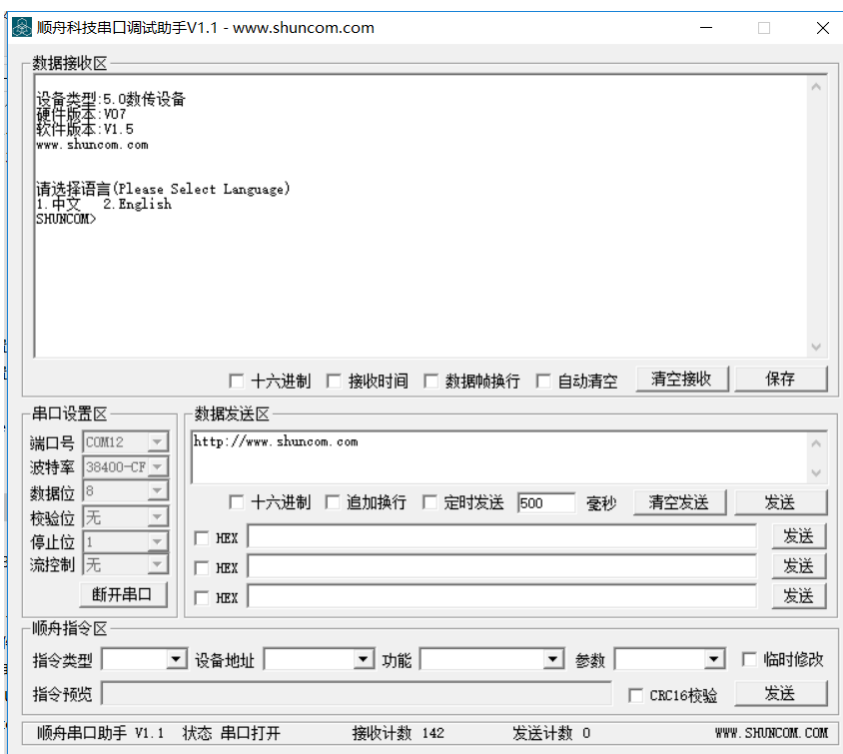 顺舟科技串口调试助手V1.1 - www.shuncom.com
数据接收区
设备类型:5.0数传设备
硬件版本:V07
软件版本:V1.5
www.shuncom.com
请选择语言(Please Select Language)
1.中文 2.English
SHUNCOM>
十六进制 接收时间 数据帧换行 自动清空 清空接收 保存
串口设置区
端口号 COM12
波特率 38400-CF
数据位 8
校验位 无
停止位 1
流控制 无
断开串口
数据发送区
http://www.shuncom.com
十六进制 追加换行 定时发送 500 毫秒 清空发送 发送
HEX 发送
HEX 发送
HEX 发送
顺舟指令区
指令类型 设备地址 功能 参数 临时修改
指令预览 CRC16校验 发送
顺舟串口助手 V1.1 状态 串口打开 接收计数 142 发送计数 0 WWW.SHUNCOM.COM